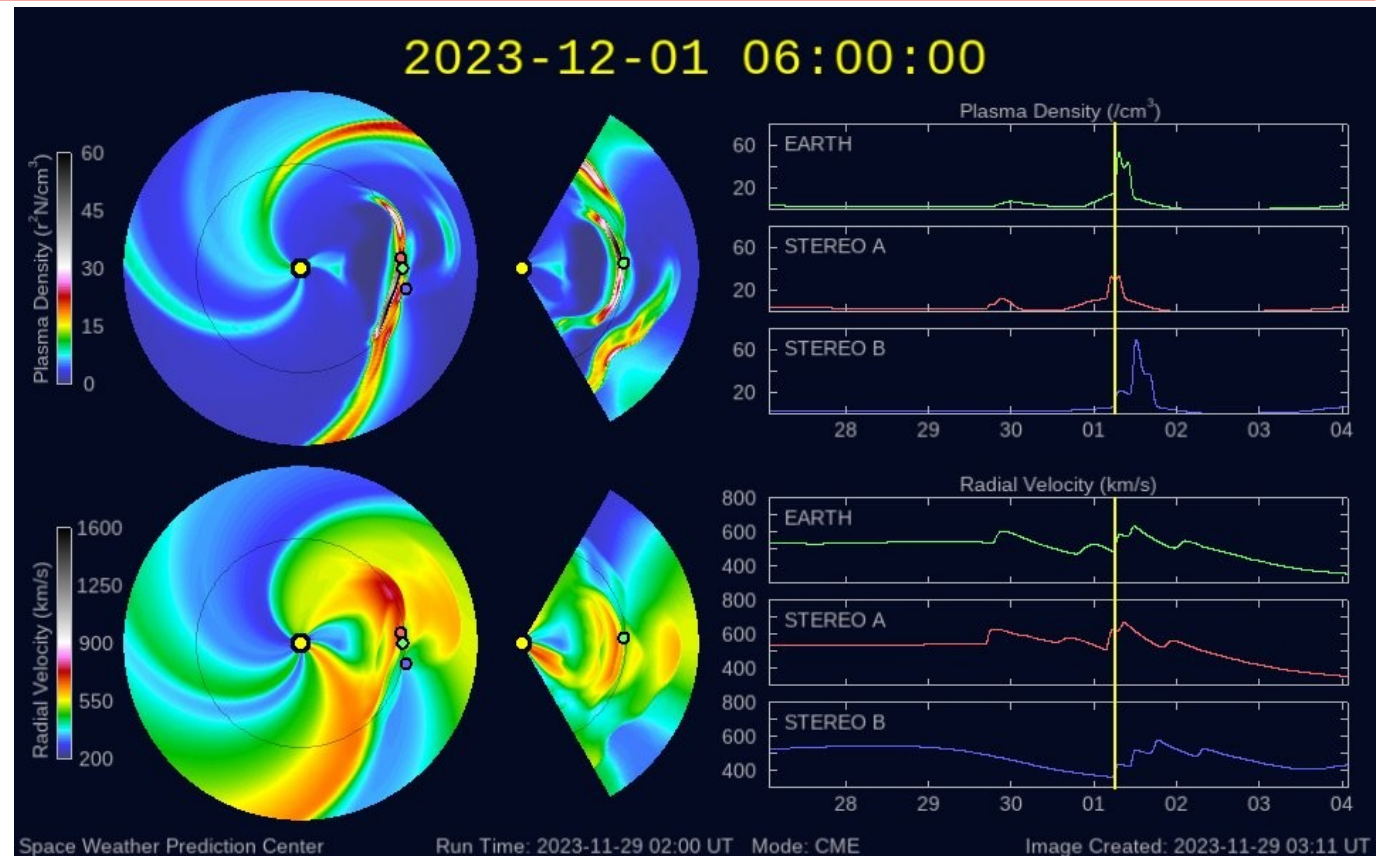 2023-12-01 06:00:00
Plasma Density (r²N/cm³)
60
45
30
15
0
Plasma Density (/cm³)
EARTH
60
20
STEREO A
60
20
STEREO B
60
20
28 29 30 01 02 03 04
Radial Velocity (km/s)
1600
1250
900
550
200
Radial Velocity (km/s)
EARTH
800
600
400
STEREO A
800
600
400
STEREO B
800
600
400
28 29 30 01 02 03 04
Space Weather Prediction Center Run Time: 2023-11-29 02:00 UT Mode: CME Image Created: 2023-11-29 03:11 UT